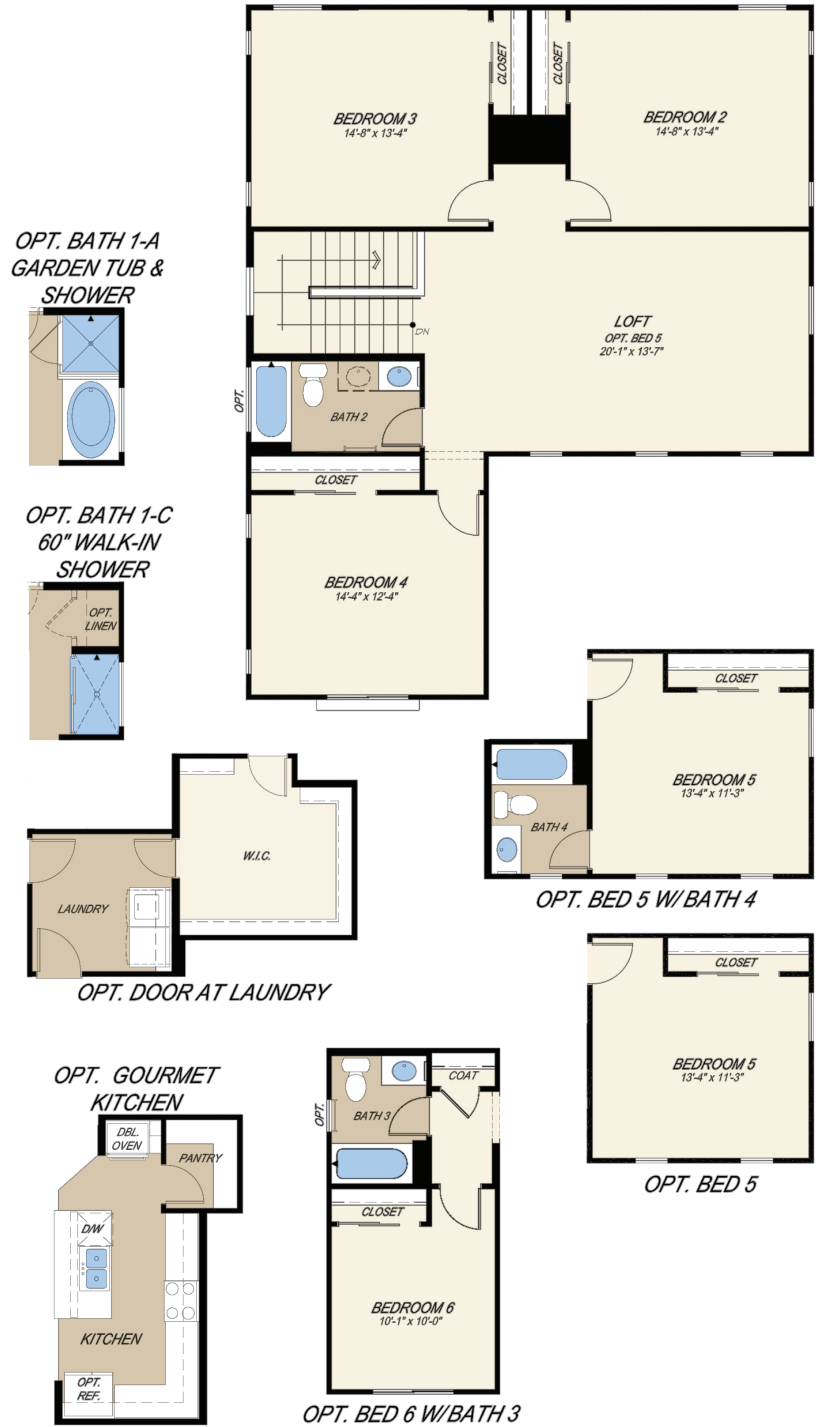 CLOSET
CLOSET
BEDROOM 3
14'-8" x 13'-4"
BEDROOM 2
14'-8" x 13'-4"
OPT. BATH 1-A
GARDEN TUB &
SHOWER
LOFT
OPT. BED 5
20'-1" x 13'-7"
DN
OPT.
BATH 2
CLOSET
OPT. BATH 1-C
60" WALK-IN
SHOWER
OPT.
LINEN
BEDROOM 4
14'-4" x 12'-4"
CLOSET
BEDROOM 5
13'-4" x 11'-3"
BATH 4
OPT. BED 5 W/ BATH 4
W.I.C.
LAUNDRY
OPT. DOOR AT LAUNDRY
CLOSET
BEDROOM 5
13'-4" x 11'-3"
OPT. BED 5
OPT. GOURMET
KITCHEN
DBL.
OVEN
PANTRY
D/W
KITCHEN
OPT.
REF.
COAT
OPT.
BATH 3
CLOSET
BEDROOM 6
10'-1" x 10'-0"
OPT. BED 6 W/BATH 3